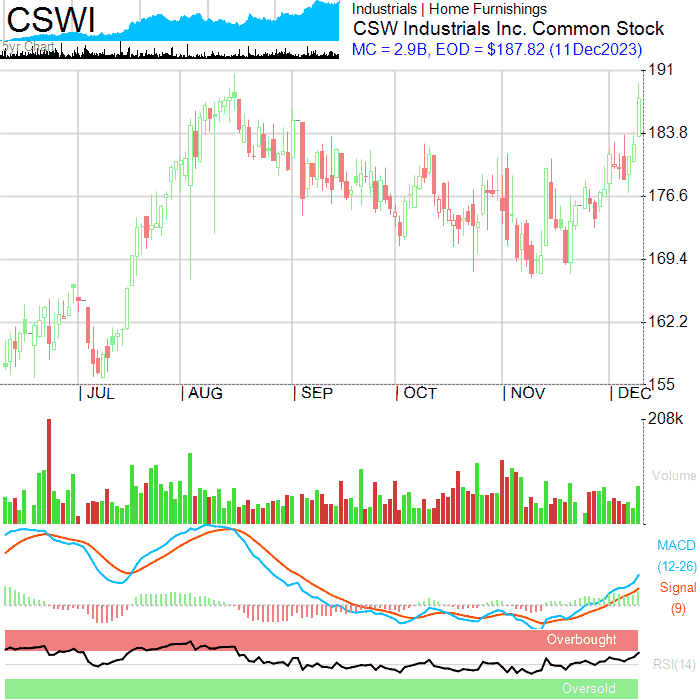 CSWI
5yr Chart
Industrials | Home Furnishings
CSW Industrials Inc. Common Stock
MC = 2.9B, EOD = $187.82 (11Dec2023)
191
183.8
176.6
169.4
162.2
155
| JUL
| AUG
| SEP
| OCT
| NOV
| DEC
208k
Volume
MACD
(12-26)
Signal
(9)
Overbought
RSI(14)
Oversold